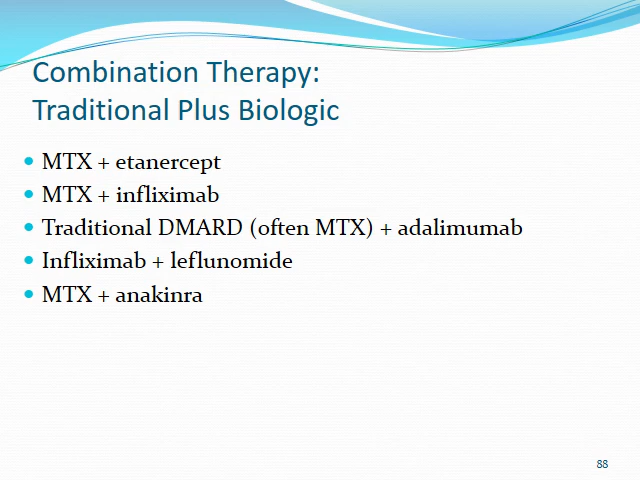 Combination Therapy:
Traditional Plus Biologic
• MTX + etanercept
• MTX + infliximab
• Traditional DMARD (often MTX) + adalimumab
• Infliximab + leflunomide
• MTX + anakinra
88